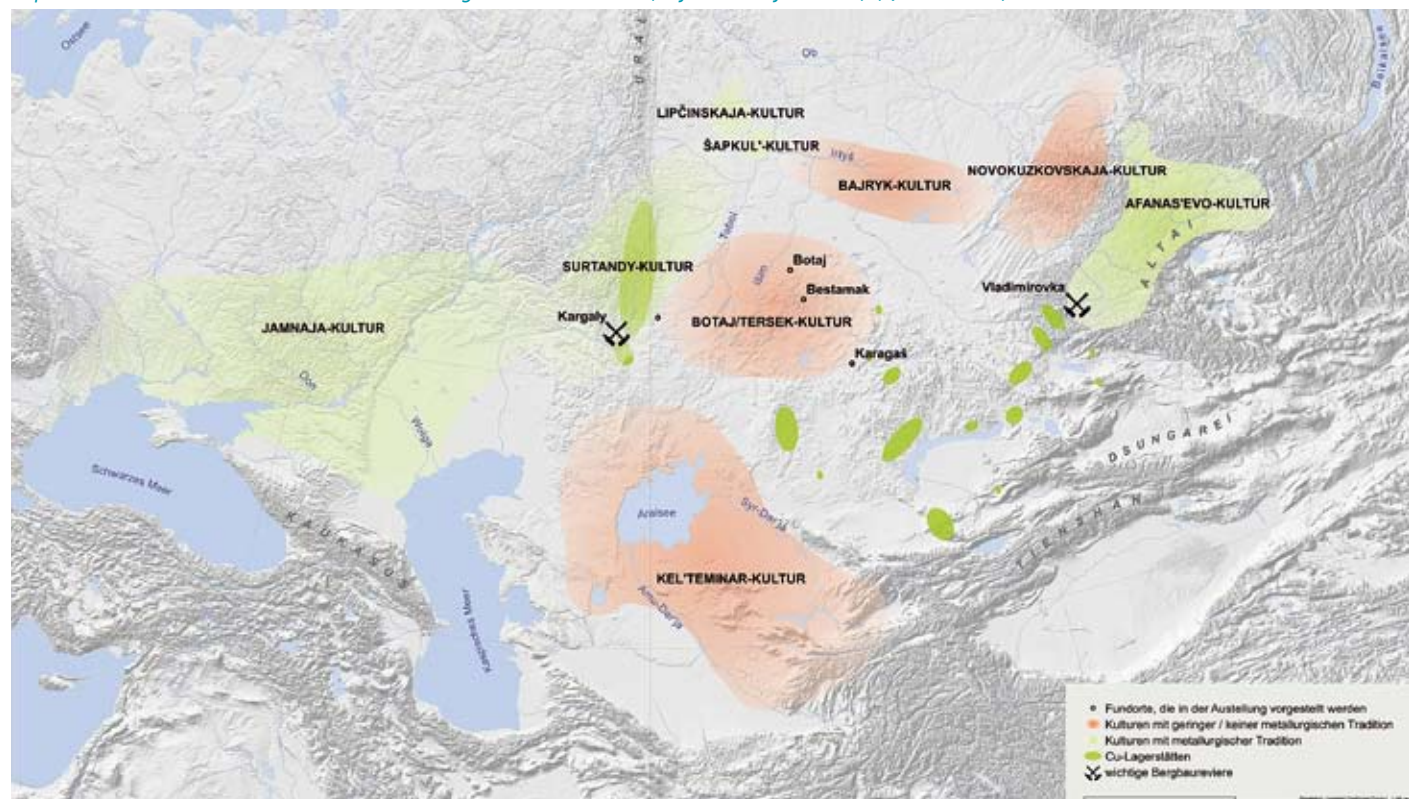 Ostsee
URAL
Ob
Baikalsee
LIPČINSKAJA-KULTUR
ŠAPKUL'-KULTUR
Irtyš
BAJRYK-KULTUR
NOVOKUZKOVSKAJA-KULTUR
AFANAS'EVO-KULTUR
ALTAI
Tobol
SURTANDY-KULTUR
Išim
Botaj
Bestamak
Vladimirovka
Kargaly
BOTAJ/TERSEK-KULTUR
JAMNAJA-KULTUR
Karagaš
Don
Wolga
DSUNGAREI
Schwarzes Meer
KAUKASUS
Aralsee
Syr-Darja
TIENSHAN
KEL'TEMINAR-KULTUR
Amu-Darja
Kaspisches Meer
Fundorte, die in der Austellung vorgestellt werden
Kulturen mit geringer / keiner metallurgischen Tradition
Kulturen mit metallurgischer Tradition
Cu-Lagerstätten
wichtige Bergbaureviere